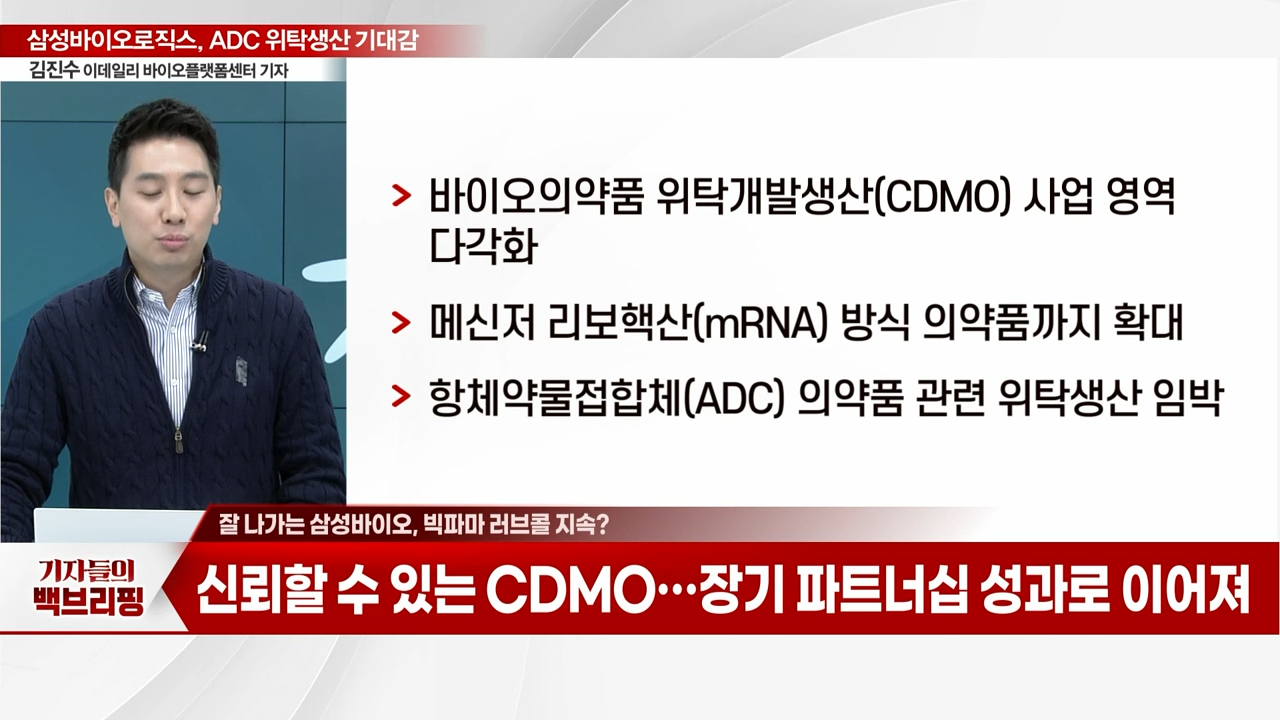 삼성바이오로직스, ADC 위탁생산 기대감
김진수 이데일리 바이오플랫폼센터 기자
> 바이오의약품 위탁개발생산(CDMO) 사업 영역
다각화
> 메신저 리보핵산(mRNA) 방식 의약품까지 확대
> 항체약물접합체(ADC) 의약품 관련 위탁생산 임박
잘 나가는 삼성바이오, 빅파마 러브콜 지속?
기자들의
백브리핑
신뢰할 수 있는 CDMO…장기 파트너십 성과로 이어져